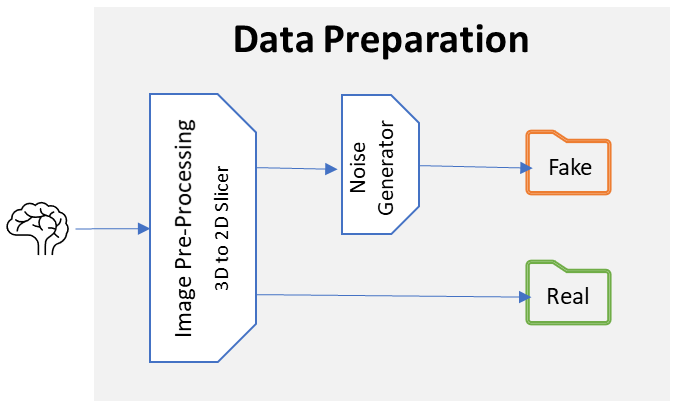 Data Preparation
Image Pre-Processing
3D to 2D Slicer
Noise
Generator
Fake
Real